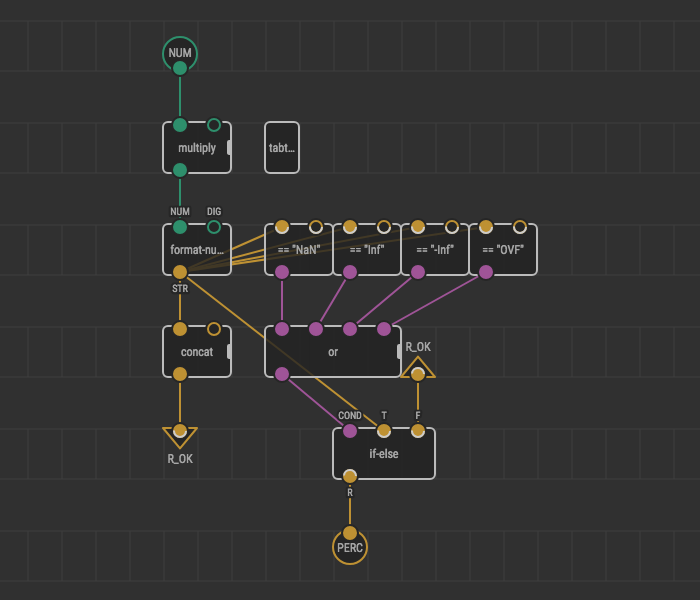 NUM
multiply
tabt...
NUM DIG
format-nu...
== "NaN"
== "Inf"
== "-Inf"
== "OVF"
STR
concat
or
R_OK
COND T F
if-else
R_OK
R
PERC